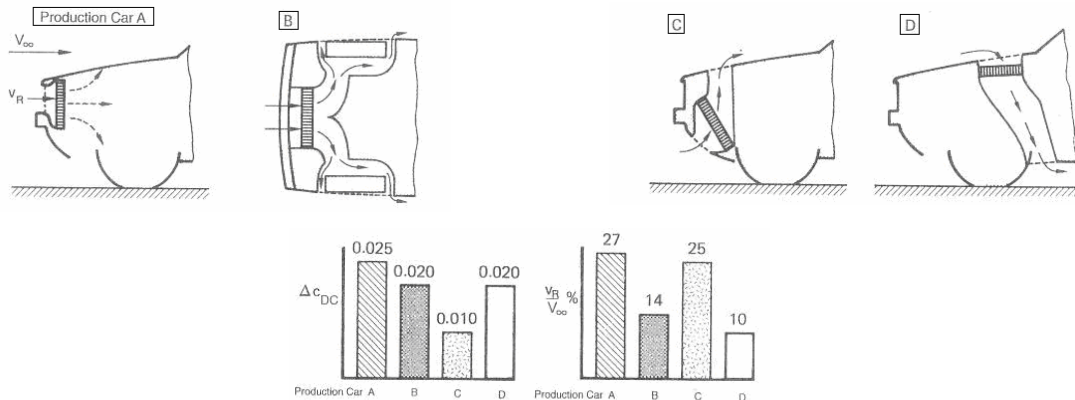 Production Car A
B
C
D
V∞
v_R
0.025
0.020
0.010
0.020
Δc_DC
Production Car A B C D
27
14
25
10
v_R/V∞ %
Production Car A B C D